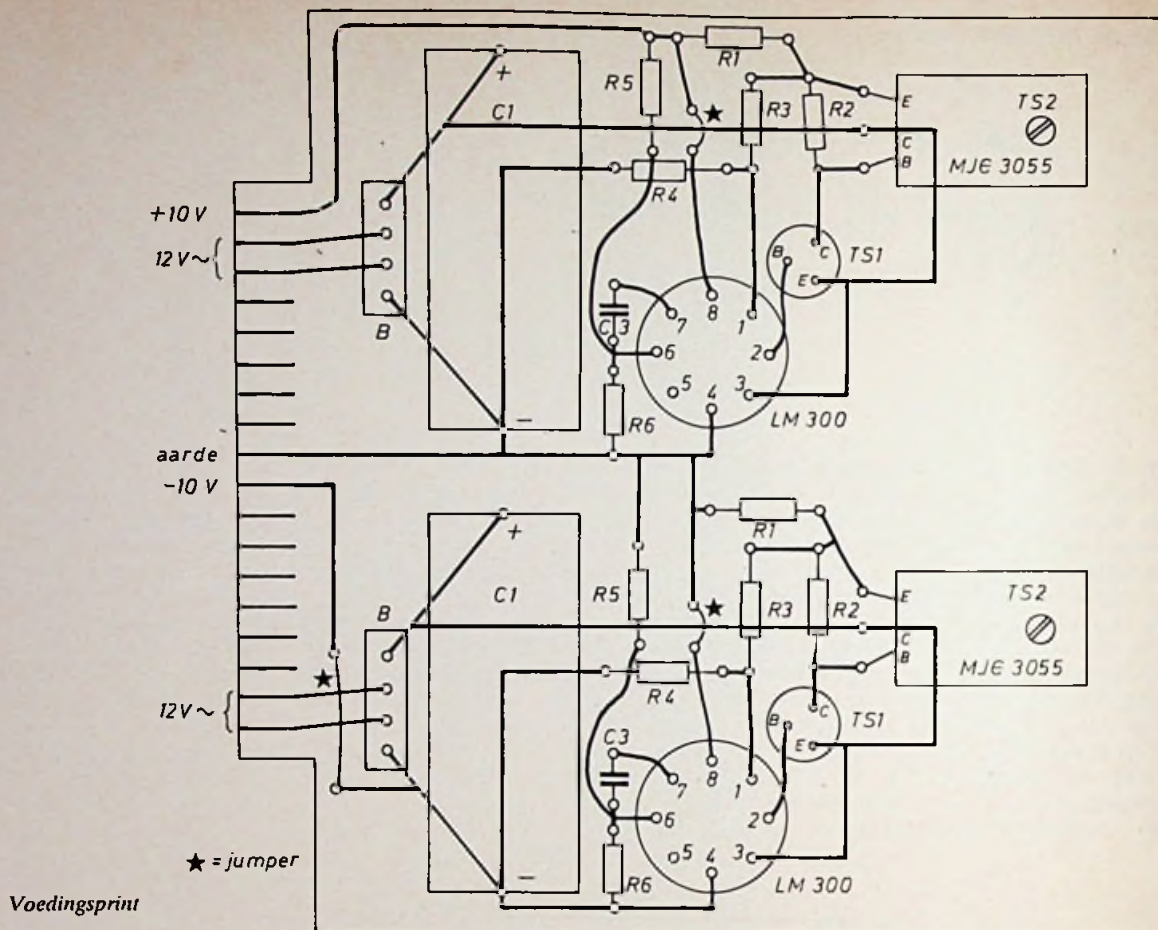 R1
TS2
+
R5
C1
R3
R2
E
C
B
MJE 3055
R4
+10 V
12V~
B
C
TS1
E
B
C3
7
8
1
6
2
5
4
3
LM 300
-
R6
aarde
-10 V
R1
+
B
C1
R5
R3
R2
E
TS2
C
B
MJE 3055
R4
12V~
B
C
TS1
E
C3
7
8
1
6
2
5
4
3
LM 300
-
R6
★ = jumper
Voedingsprint